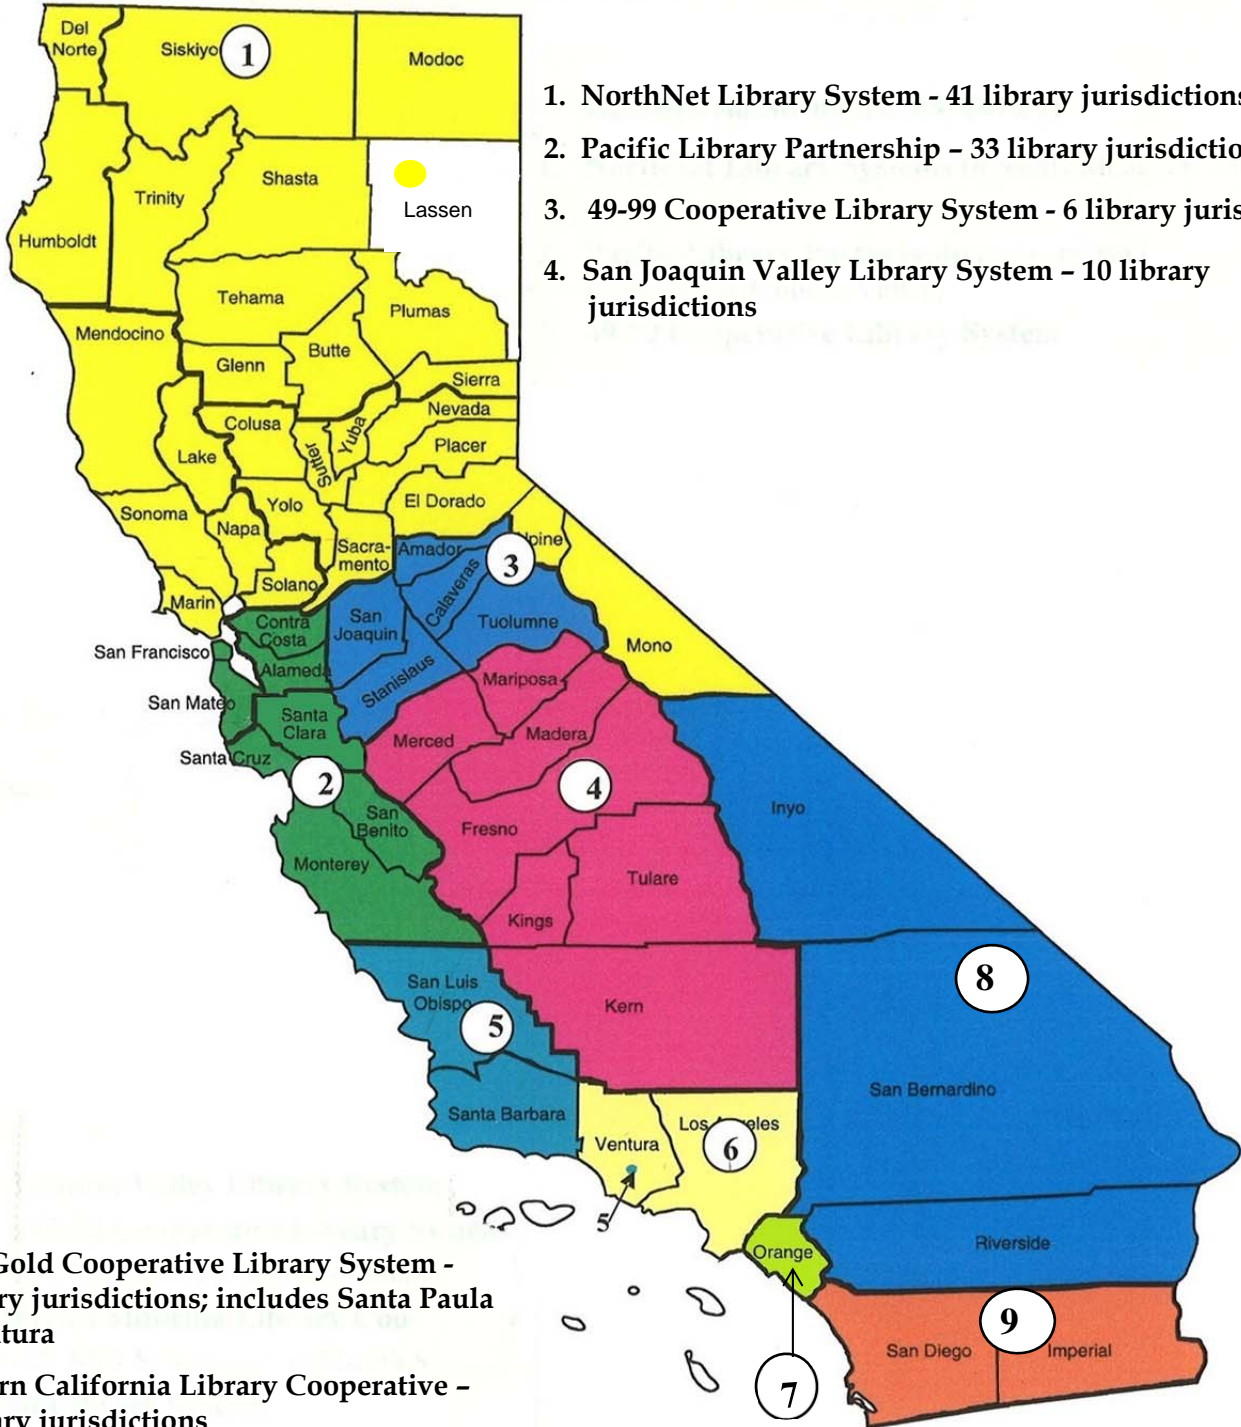 Del
Norte
Siskiyo
1
Modoc
1. NorthNet Library System - 41 library jurisdictions
2. Pacific Library Partnership – 33 library jurisdictio
3. 49-99 Cooperative Library System - 6 library juris
4. San Joaquin Valley Library System – 10 library
jurisdictions
Shasta
Trinity
Lassen
Humboldt
Tehama
Plumas
Mendocino
Butte
Glenn
Sierra
Nevada
Colusa
Yuba
Sutter
Placer
Lake
El Dorado
Yolo
Sonoma
Napa
Sacra-
mento
Amador
lpine
3
Solano
Calaveras
Marin
Contra
Costa
San
Joaquin
Tuolumne
San Francisco
Mono
Alameda
Stanislaus
Mariposa
San Mateo
Santa
Clara
Merced
Madera
Santa Cruz
2
4
Inyo
San
Benito
Fresno
Monterey
Tulare
Kings
San Luis
Obispo
8
Kern
5
San Bernardino
Santa Barbara
Los A  eles
Ventura
6
5
Orange
Riverside
Gold Cooperative Library System -
ry jurisdictions; includes Santa Paula
tura
9
San Diego
Imperial
rn California Library Cooperative –
ry jurisdictions
7